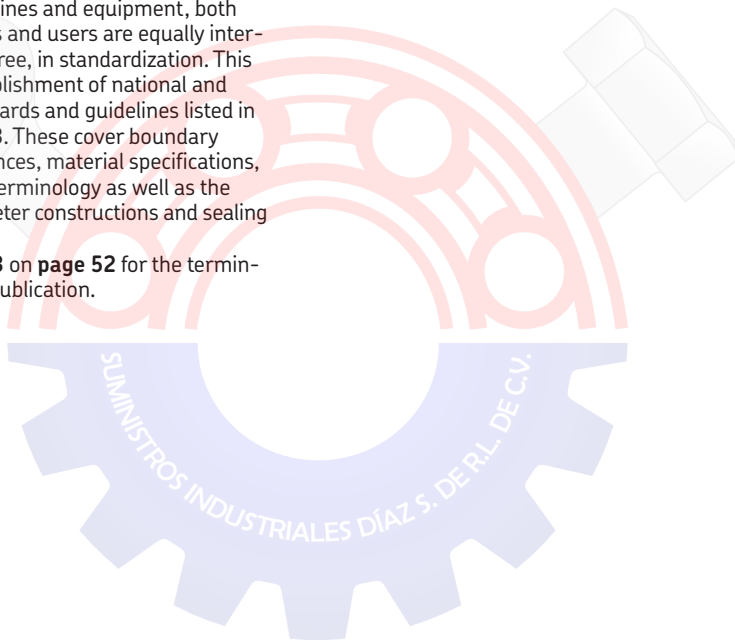 ines and equipment, both
s and users are equally inter-
ree, in standardization. This
blishment of national and
ards and guidelines listed in
3. These cover boundary
nces, material specifications,
erminology as well as the
eter constructions and sealing
3 on page 52 for the termin-
ublication.
SUMINISTROS INDUSTRIALES DÍAZ S. DE R.L. DE C.V.